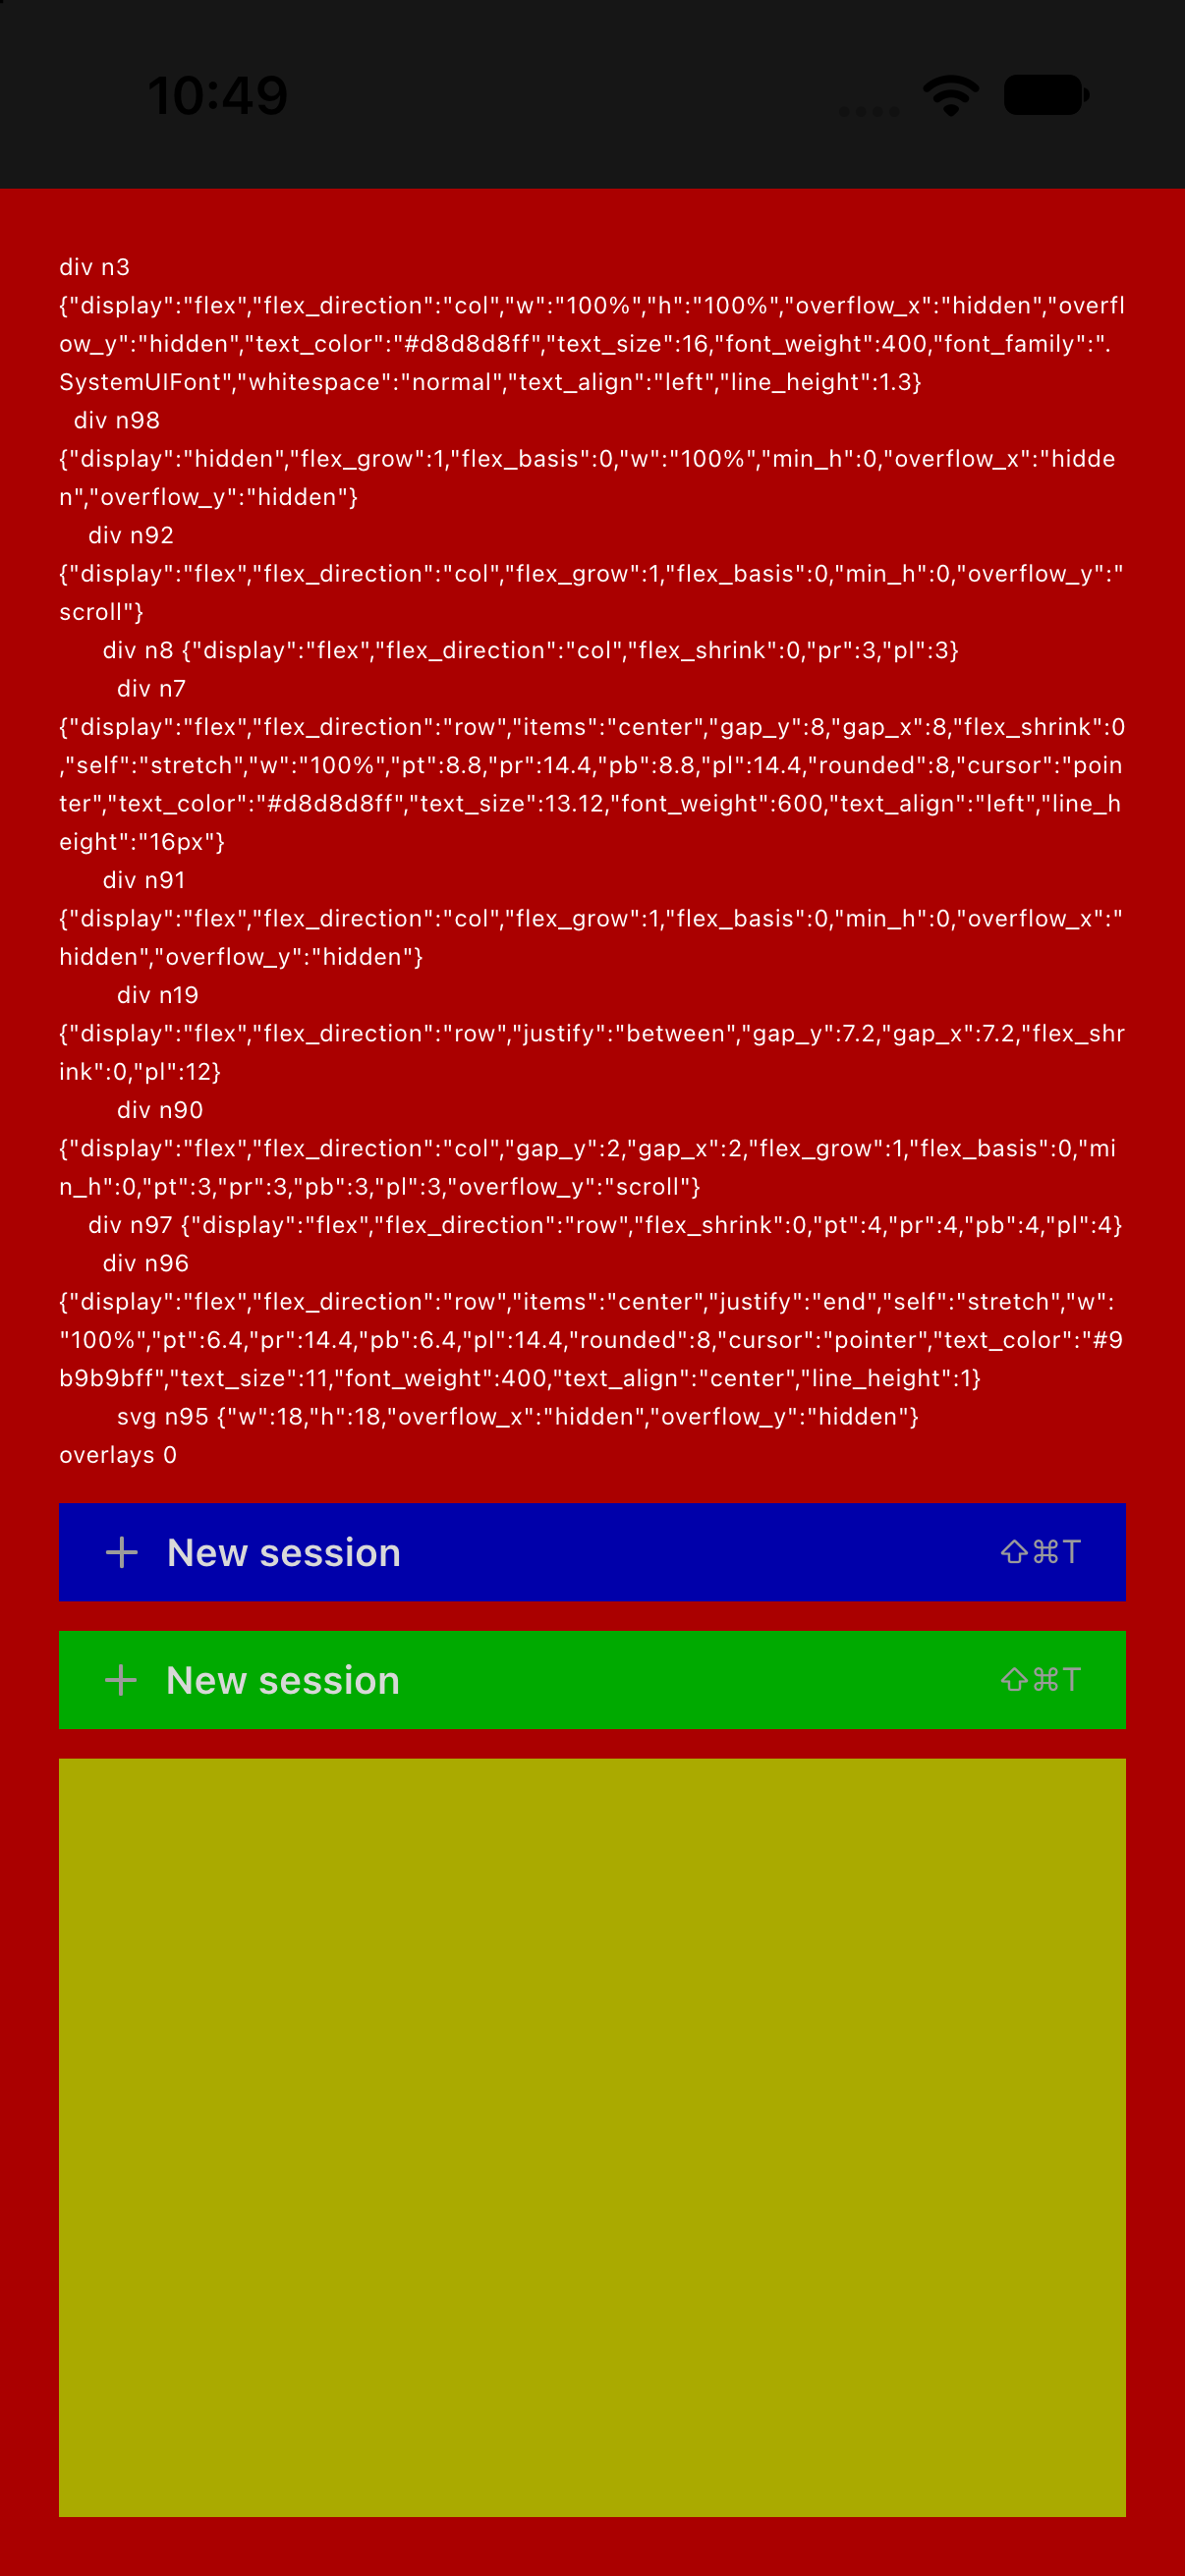 10:49
div n3
{"display":"flex","flex_direction":"col","w":"100%","h":"100%","overflow_x":"hidden","overfl
ow_y":"hidden","text_color":"#d8d8d8ff","text_size":16,"font_weight":400,"font_family":".
SystemUIFont","whitespace":"normal","text_align":"left","line_height":1.3}
div n98
{"display":"hidden","flex_grow":1,"flex_basis":0,"w":"100%","min_h":0,"overflow_x":"hidde
n","overflow_y":"hidden"}
div n92
{"display":"flex","flex_direction":"col","flex_grow":1,"flex_basis":0,"min_h":0,"overflow_y":"
scroll"}
div n8 {"display":"flex","flex_direction":"col","flex_shrink":0,"pr":3,"pl":3}
div n7
{"display":"flex","flex_direction":"row","items":"center","gap_y":8,"gap_x":8,"flex_shrink":0
,"self":"stretch","w":"100%","pt":8.8,"pr":14.4,"pb":8.8,"pl":14.4,"rounded":8,"cursor":"poin
ter","text_color":"#d8d8d8ff","text_size":13.12,"font_weight":600,"text_align":"left","line_h
eight":"16px"}
div n91
{"display":"flex","flex_direction":"col","flex_grow":1,"flex_basis":0,"min_h":0,"overflow_x":"
hidden","overflow_y":"hidden"}
div n19
{"display":"flex","flex_direction":"row","justify":"between","gap_y":7.2,"gap_x":7.2,"flex_shr
ink":0,"pl":12}
div n90
{"display":"flex","flex_direction":"col","gap_y":2,"gap_x":2,"flex_grow":1,"flex_basis":0,"mi
n_h":0,"pt":3,"pr":3,"pb":3,"pl":3,"overflow_y":"scroll"}
div n97 {"display":"flex","flex_direction":"row","flex_shrink":0,"pt":4,"pr":4,"pb":4,"pl":4}
div n96
{"display":"flex","flex_direction":"row","items":"center","justify":"end","self":"stretch","w":
"100%","pt":6.4,"pr":14.4,"pb":6.4,"pl":14.4,"rounded":8,"cursor":"pointer","text_color":"#9
b9b9bff","text_size":11,"font_weight":400,"text_align":"center","line_height":1}
svg n95 {"w":18,"h":18,"overflow_x":"hidden","overflow_y":"hidden"}
overlays 0
+ New session ⇧⌘T
+ New session ⇧⌘T